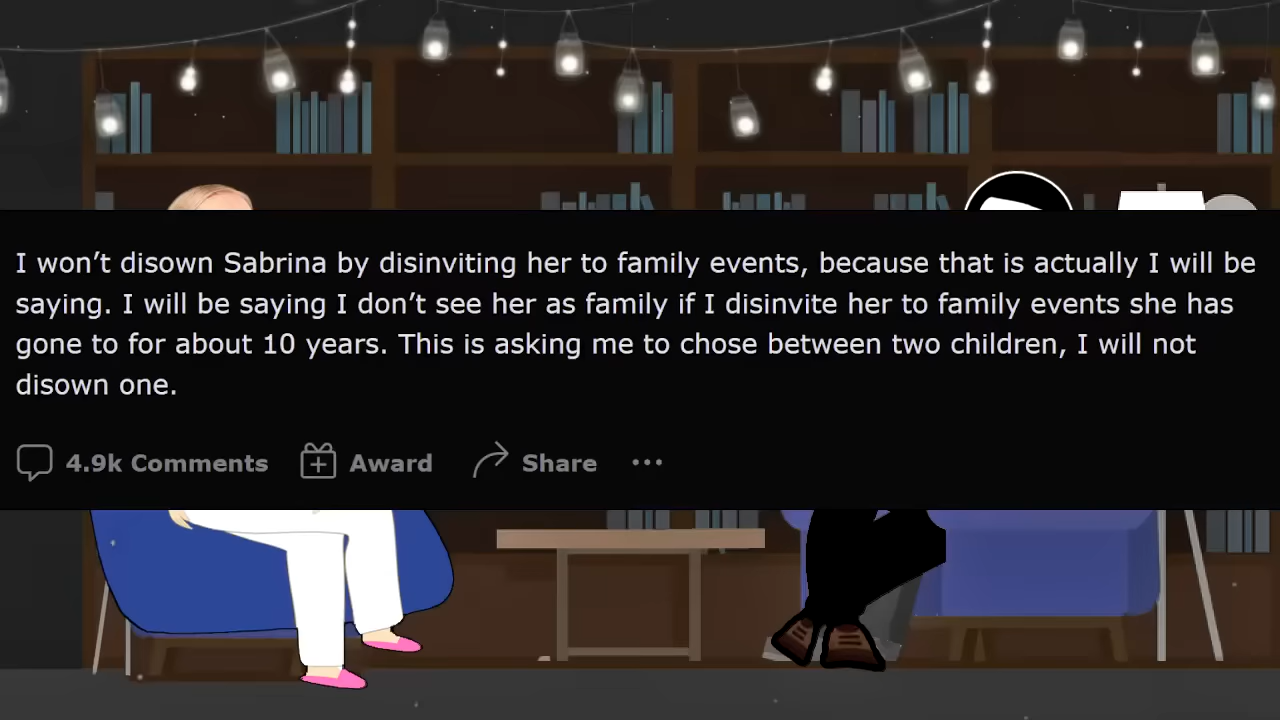 I won’t disown Sabrina by disinviting her to family events, because that is actually I will be
saying. I will be saying I don’t see her as family if I disinvite her to family events she has
gone to for about 10 years. This is asking me to chose between two children, I will not
disown one.
4.9k Comments Award Share